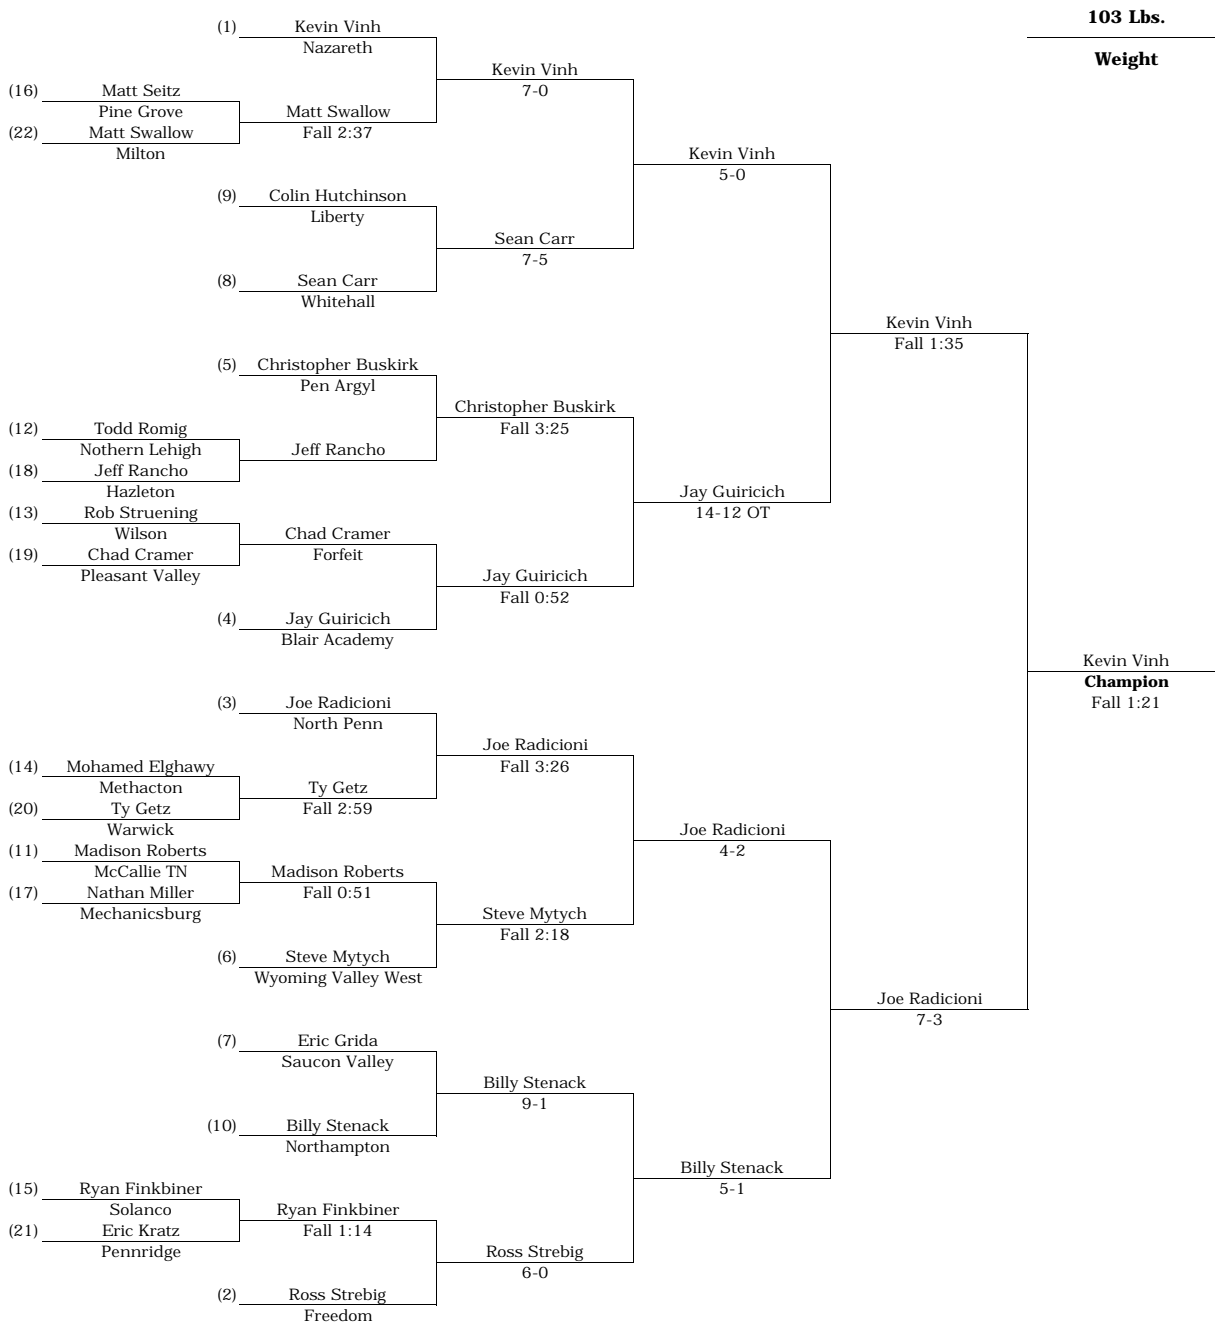 103 Lbs.
Weight
(1) Kevin Vinh
Nazareth
Kevin Vinh
7-0
(16) Matt Seitz
Pine Grove
(22) Matt Swallow
Milton
Matt Swallow
Fall 2:37
Kevin Vinh
5-0
(9) Colin Hutchinson
Liberty
Sean Carr
7-5
(8) Sean Carr
Whitehall
Kevin Vinh
Fall 1:35
(5) Christopher Buskirk
Pen Argyl
Christopher Buskirk
Fall 3:25
(12) Todd Romig
Nothern Lehigh
(18) Jeff Rancho
Hazleton
Jeff Rancho
Jay Guiricich
14-12 OT
(13) Rob Struening
Wilson
(19) Chad Cramer
Pleasant Valley
Chad Cramer
Forfeit
Jay Guiricich
Fall 0:52
(4) Jay Guiricich
Blair Academy
Kevin Vinh
Champion
Fall 1:21
(3) Joe Radicioni
North Penn
Joe Radicioni
Fall 3:26
(14) Mohamed Elghawy
Methacton
(20) Ty Getz
Warwick
Ty Getz
Fall 2:59
Joe Radicioni
4-2
(11) Madison Roberts
McCallie TN
(17) Nathan Miller
Mechanicsburg
Madison Roberts
Fall 0:51
Steve Mytych
Fall 2:18
(6) Steve Mytych
Wyoming Valley West
Joe Radicioni
7-3
(7) Eric Grida
Saucon Valley
Billy Stenack
9-1
(10) Billy Stenack
Northampton
Billy Stenack
5-1
(15) Ryan Finkbiner
Solanco
(21) Eric Kratz
Pennridge
Ryan Finkbiner
Fall 1:14
Ross Strebig
6-0
(2) Ross Strebig
Freedom